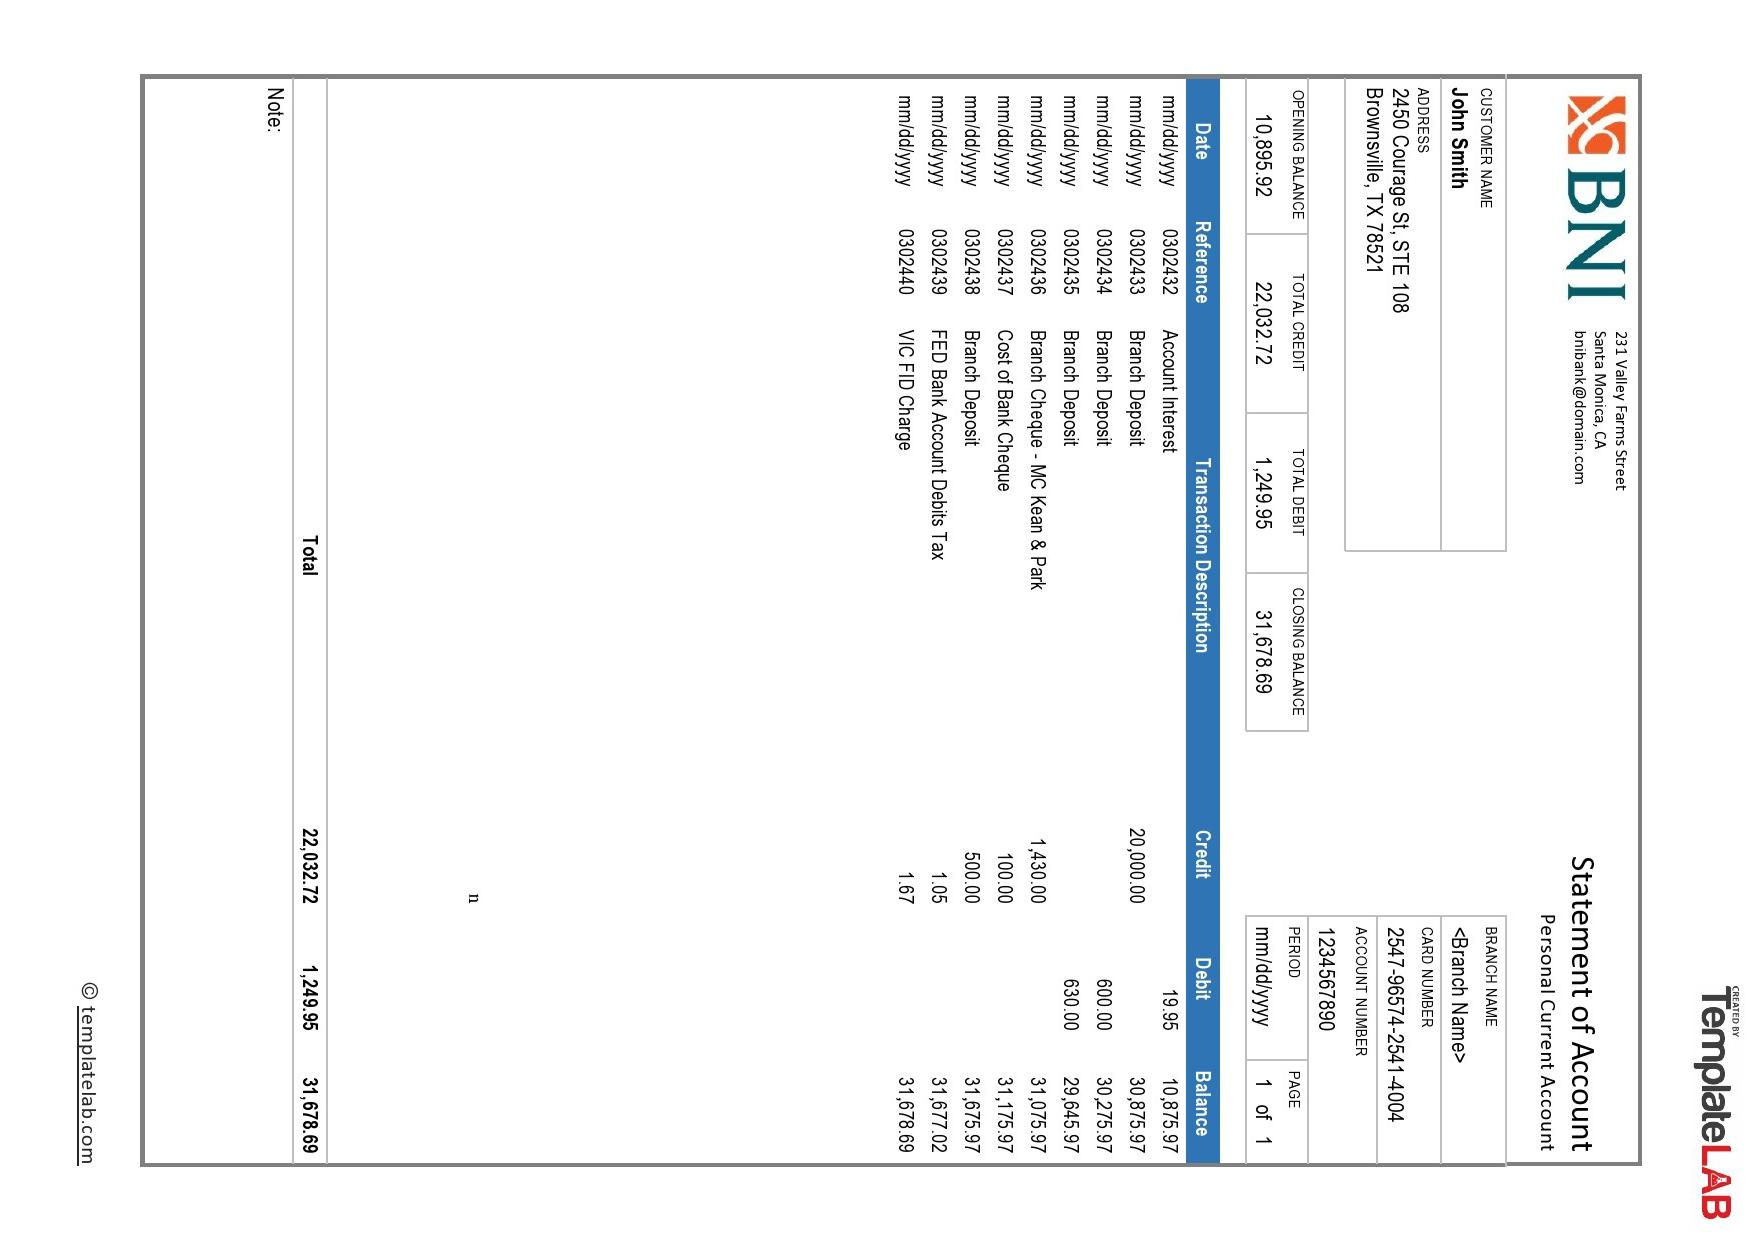 CREATED BY
TemplateLAB
BNI
231 Valley Farms Street
Santa Monica, CA
bnibank@domain.com
Statement of Account
Personal Current Account
CUSTOMER NAME
John Smith
ADDRESS
2450 Courage St, STE 108
Brownsville, TX 78521
BRANCH NAME
<Branch Name>
CARD NUMBER
2547-96574-2541-4004
ACCOUNT NUMBER
1234567890
OPENING BALANCE TOTAL CREDIT TOTAL DEBIT CLOSING BALANCE PERIOD PAGE
10,895.92 22,032.72 1,249.95 31,678.69 mm/dd/yyyy 1 of 1
Date Reference Transaction Description Credit Debit Balance
mm/dd/yyyy 0302432 Account Interest 19.95 10,875.97
mm/dd/yyyy 0302433 Branch Deposit 20,000.00 30,875.97
mm/dd/yyyy 0302434 Branch Deposit 600.00 30,275.97
mm/dd/yyyy 0302435 Branch Deposit 630.00 29,645.97
mm/dd/yyyy 0302436 Branch Cheque - MC Kean & Park 1,430.00 31,075.97
mm/dd/yyyy 0302437 Cost of Bank Cheque 100.00 31,175.97
mm/dd/yyyy 0302438 Branch Deposit 500.00 31,675.97
mm/dd/yyyy 0302439 FED Bank Account Debits Tax 1.05 31,677.02
mm/dd/yyyy 0302440 VIC FID Charge 1.67 31,678.69
n
Total 22,032.72 1,249.95 31,678.69
Note:
© templatelab.com